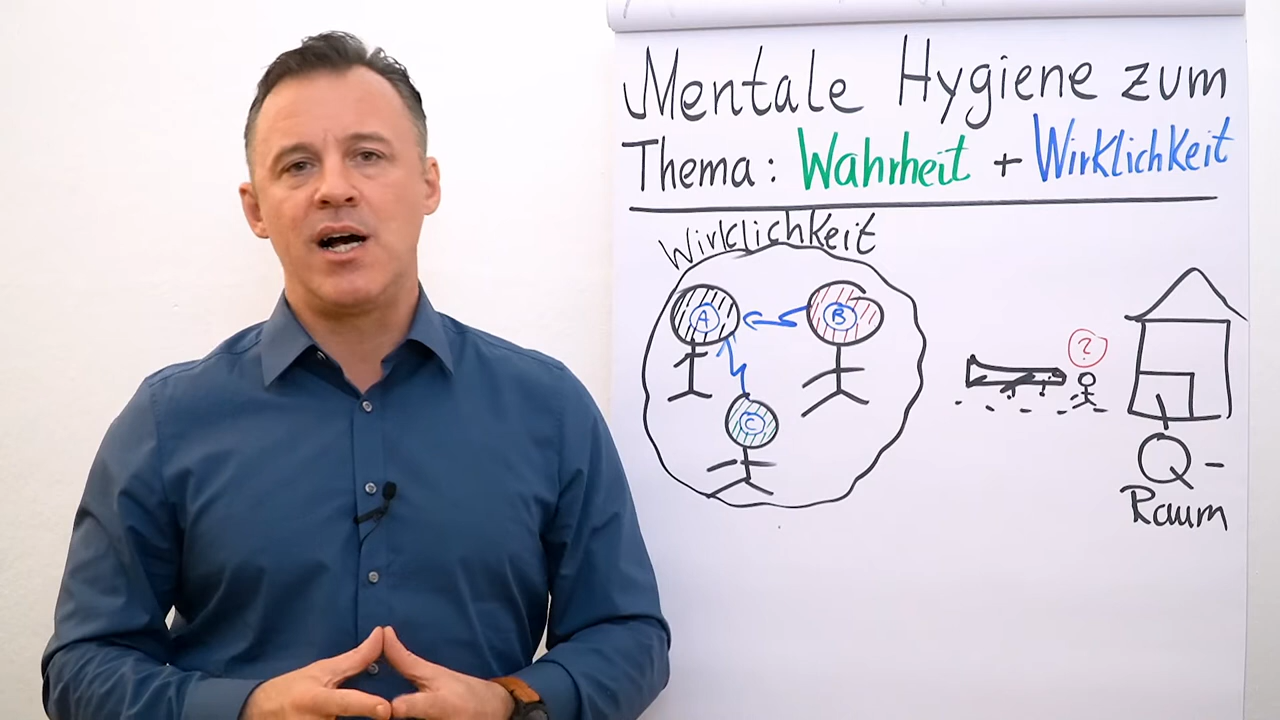 Mentale Hygiene zum
Thema: Wahrheit + Wirklichkeit
Wirklichkeit
A
B
C
?
Q-
Raum